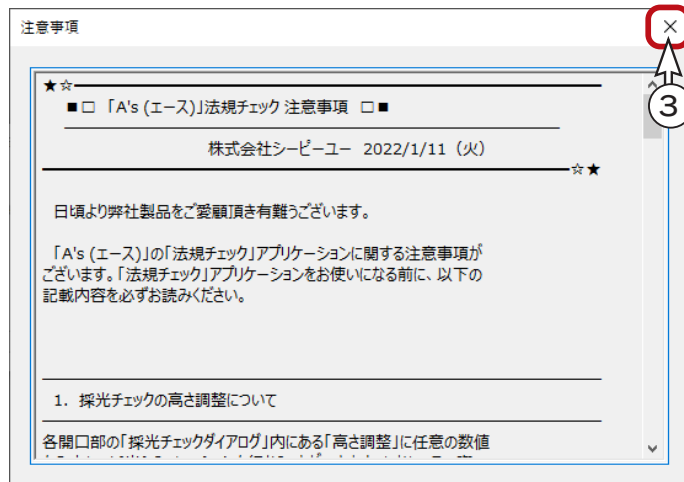 注意事項
★☆
■□ 「A's (エース)」法規チェック 注意事項 □■
株式会社シーピーユー 2022/1/11（火）
☆★
日頃より弊社製品をご愛顧頂き有難うございます。
「A's (エース)」の「法規チェック」アプリケーションに関する注意事項が
ございます。「法規チェック」アプリケーションをお使いになる前に、以下の
記載内容を必ずお読みください。
1. 採光チェックの高さ調整について
各開口部の「採光チェックダイアログ」内にある「高さ調整」に任意の数値
3